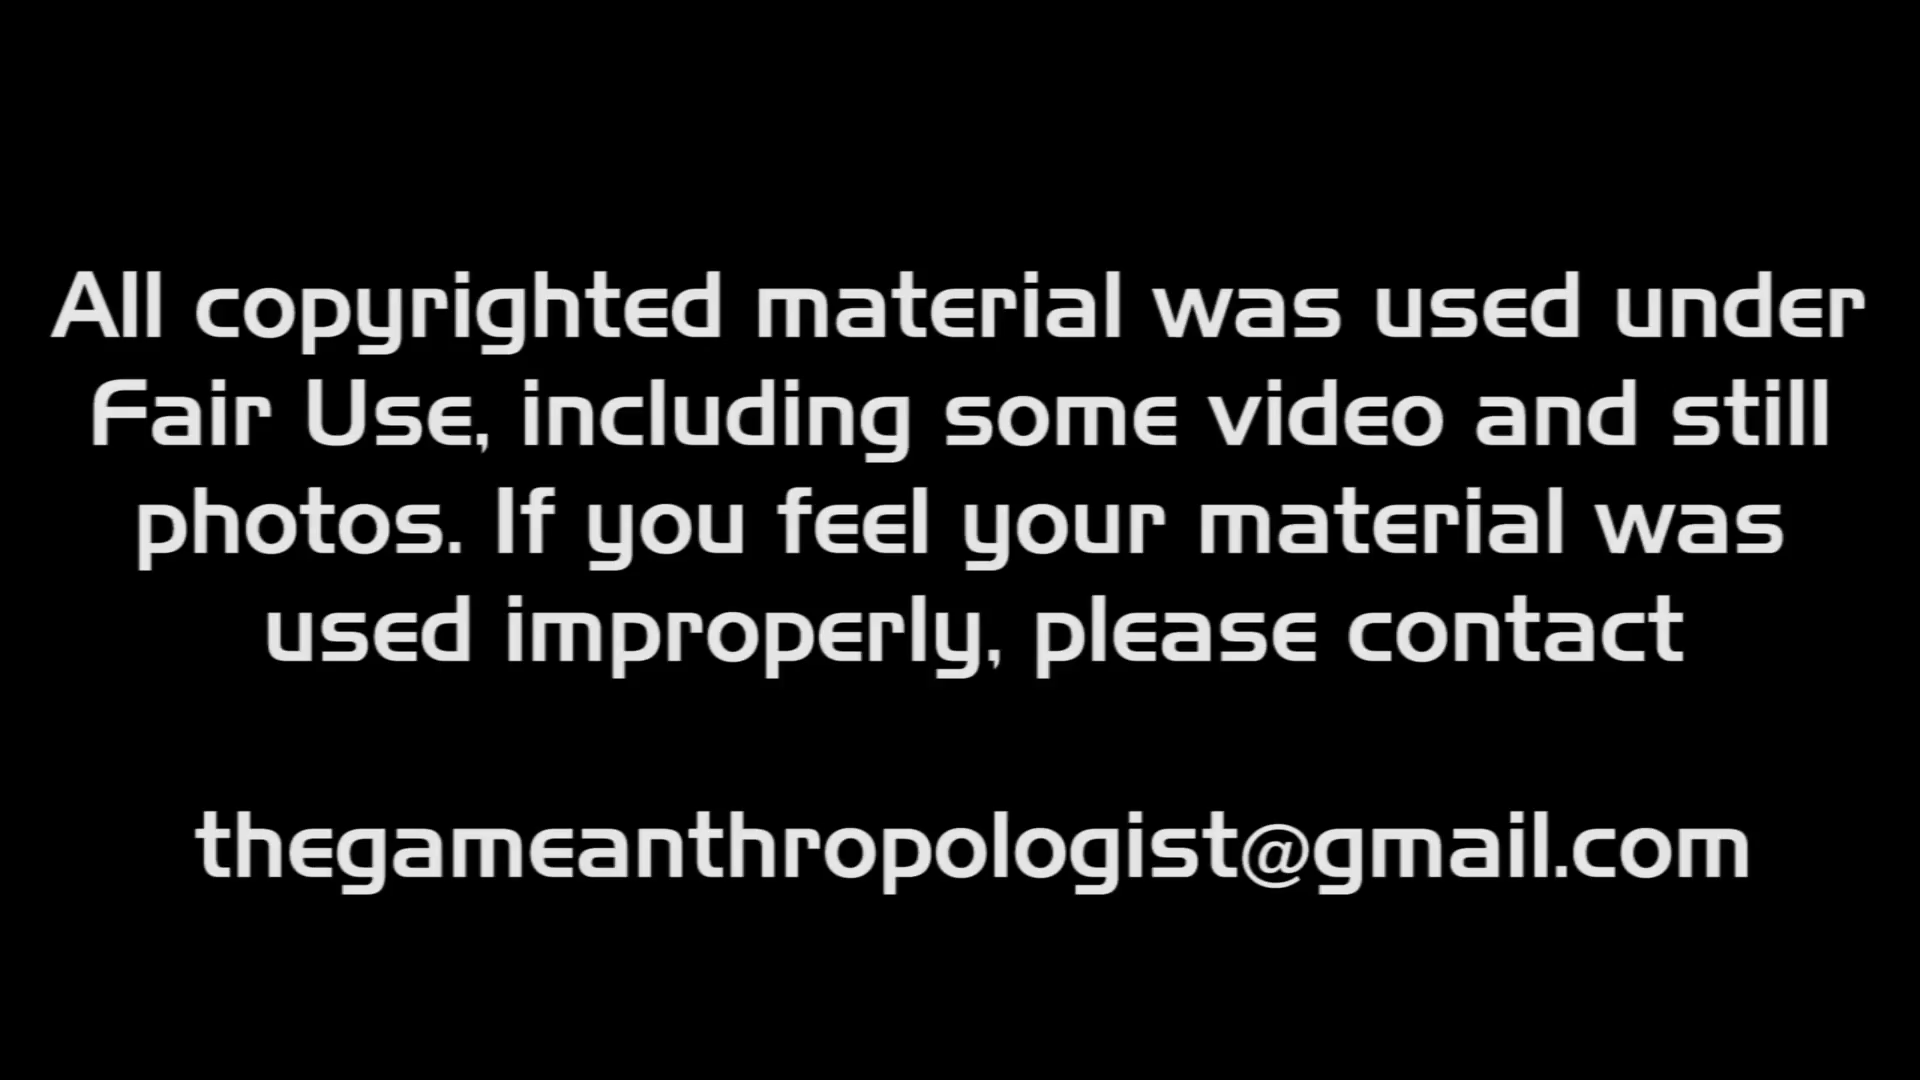 All copyrighted material was used under
Fair Use, including some video and still
photos. If you feel your material was
used improperly, please contact
thegameanthropologist@gmail.com